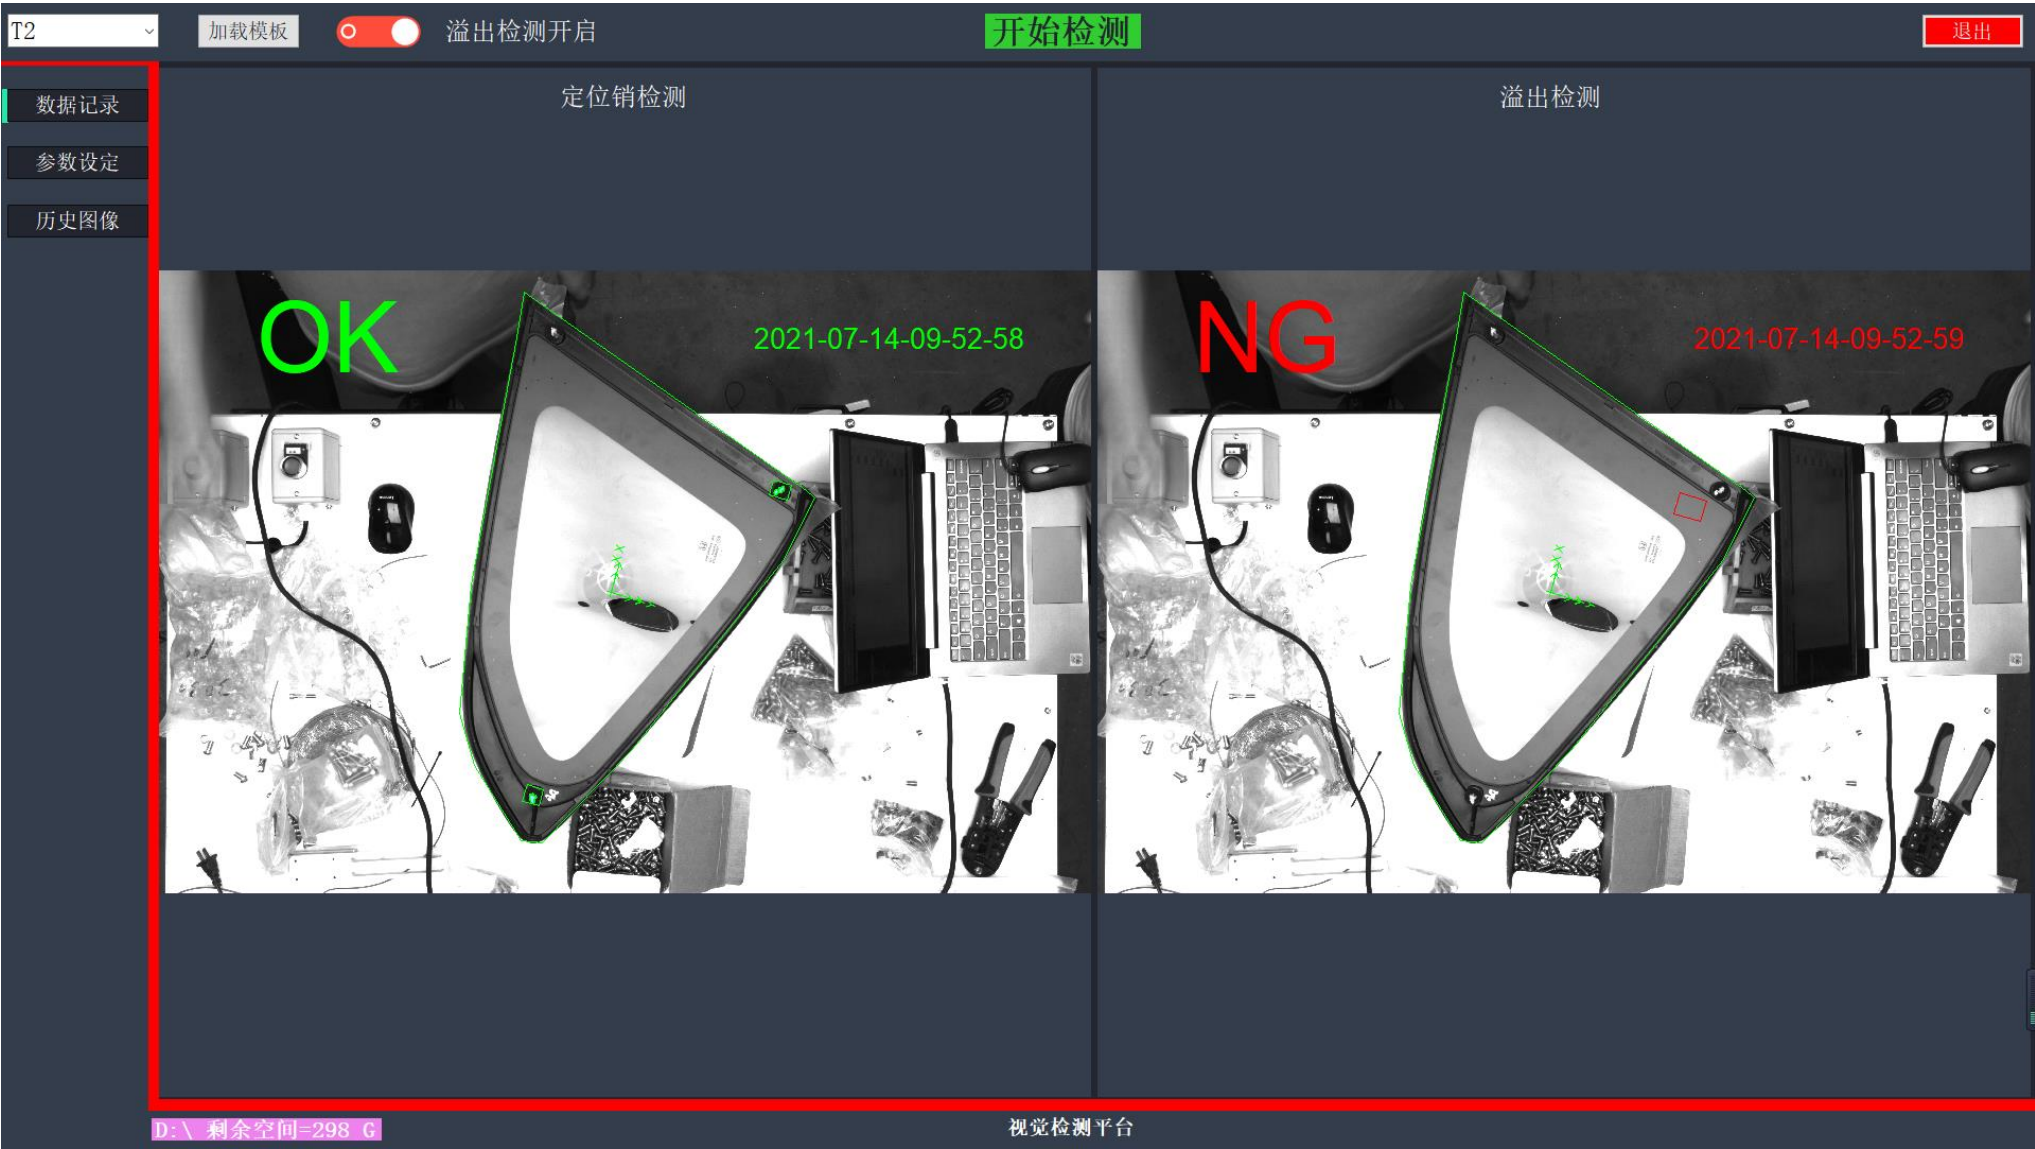 T2
加载模板
溢出检测开启
开始检测
退出
数据记录
参数设定
历史图像
定位销检测
溢出检测
OK
2021-07-14-09-52-58
X
NG
2021-07-14-09-52-59
X
D:\ 剩余空间=298 G
视觉检测平台